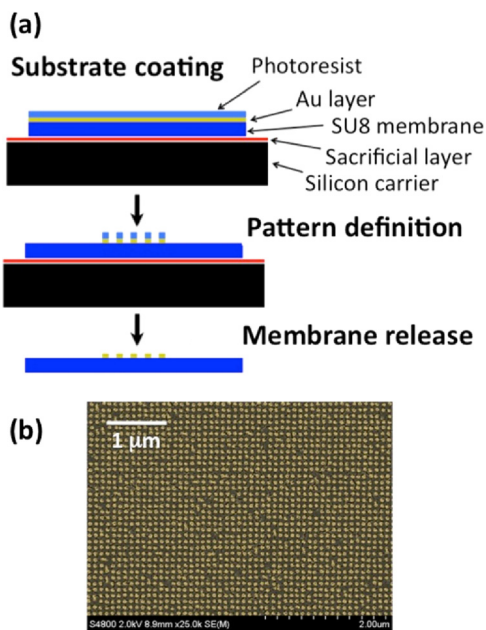 (a)
Substrate coating
Photoresist
Au layer
SU8 membrane
Sacrificial layer
Silicon carrier
Pattern definition
Membrane release
(b)
1 μm
S4800 2.0kV 8.9mm x25.0k SE(M)
2.00um